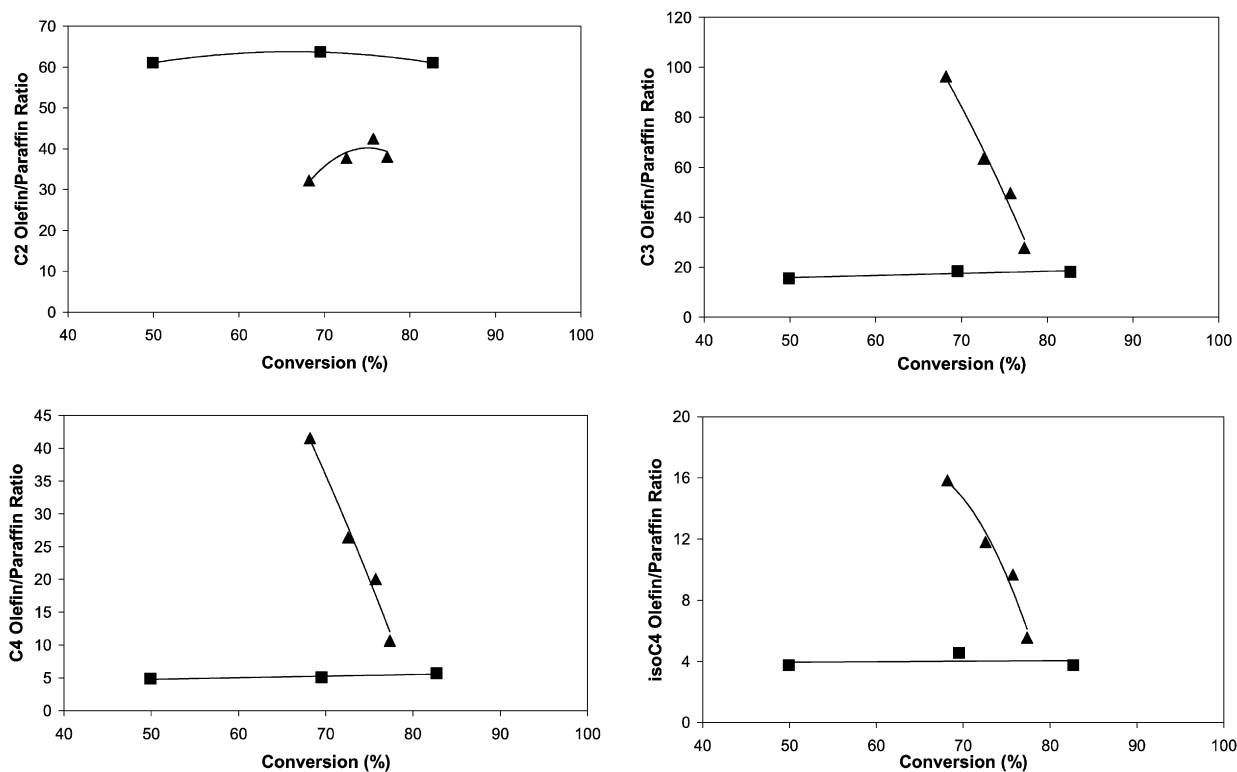 C2 Olefin/Paraffin Ratio
70
60
50
40
30
20
10
0
40 50 60 70 80 90 100
Conversion (%)
C3 Olefin/Paraffin Ratio
120
100
80
60
40
20
0
40 50 60 70 80 90 100
Conversion (%)
C4 Olefin/Paraffin Ratio
45
40
35
30
25
20
15
10
5
0
40 50 60 70 80 90 100
Conversion (%)
isoC4 Olefin/Paraffin Ratio
20
16
12
8
4
0
40 50 60 70 80 90 100
Conversion (%)